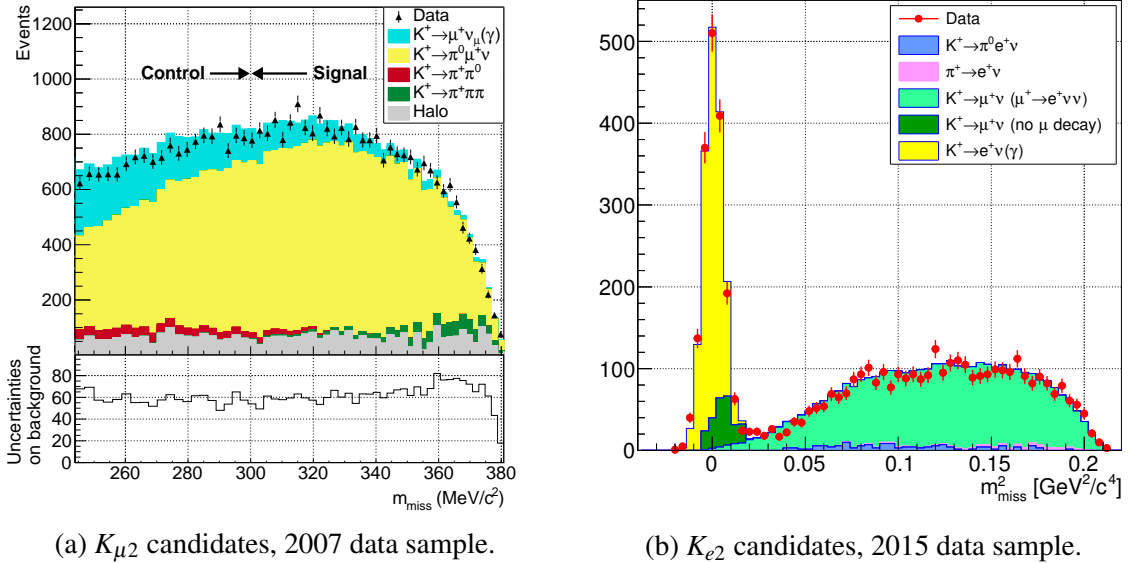 Events
1200
1000
800
600
400
200
Data
K⁺→μ⁺νμ(γ)
K⁺→π⁰μ⁺ν
K⁺→π⁺π⁰
K⁺→π⁺ππ
Halo
Control
Signal
Uncertainties
on background
80
60
40
20
0
260 280 300 320 340 360 380
m_miss (MeV/c²)
(a) Kμ2 candidates, 2007 data sample.
500
400
300
200
100
0
Data
K⁺→π⁰e⁺ν
π⁺→e⁺ν
K⁺→μ⁺ν (μ⁺→e⁺νν)
K⁺→μ⁺ν (no μ decay)
K⁺→e⁺ν(γ)
0 0.05 0.1 0.15 0.2
m²_miss [GeV²/c⁴]
(b) Ke2 candidates, 2015 data sample.